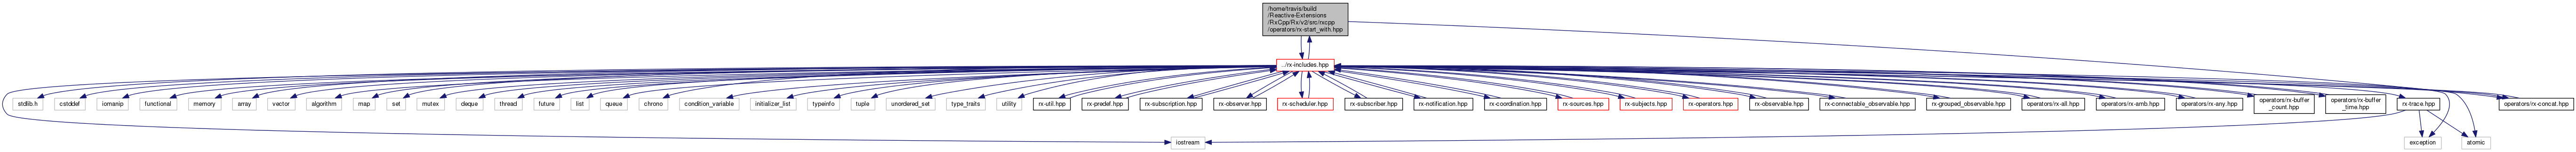 /home/travis/build
/Reactive-Extensions
/RxCpp/Rx/v2/src/rxcpp
/operators/rx-start_with.hpp
../rx-includes.hpp
stdlib.h
cstddef
iomanip
functional
memory
array
vector
algorithm
map
set
mutex
deque
thread
future
list
queue
chrono
condition_variable
initializer_list
typeinfo
tuple
unordered_set
type_traits
utility
rx-util.hpp
rx-predef.hpp
rx-subscription.hpp
rx-observer.hpp
rx-scheduler.hpp
rx-subscriber.hpp
rx-notification.hpp
rx-coordination.hpp
rx-sources.hpp
rx-subjects.hpp
rx-operators.hpp
rx-observable.hpp
rx-connectable_observable.hpp
rx-grouped_observable.hpp
operators/rx-all.hpp
operators/rx-amb.hpp
operators/rx-any.hpp
operators/rx-buffer
_count.hpp
operators/rx-buffer
_time.hpp
rx-trace.hpp
operators/rx-concat.hpp
iostream
exception
atomic